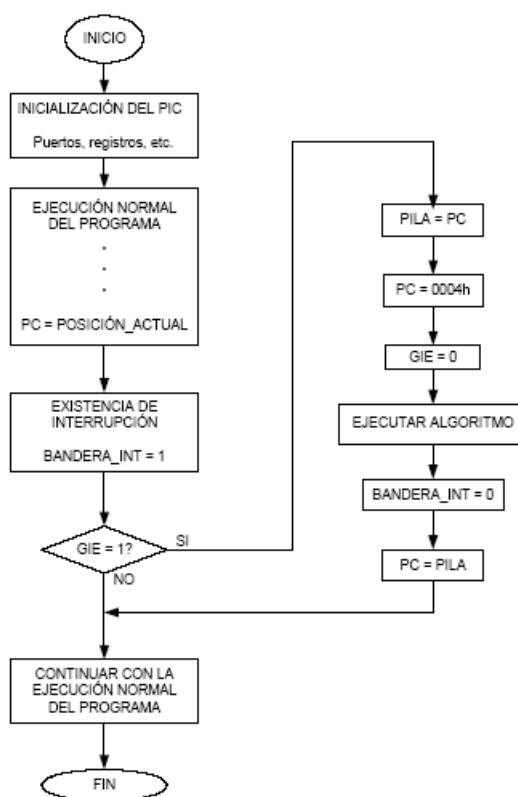 INICIO
INICIALIZACIÓN DEL PIC
Puertos, registros, etc.
EJECUCIÓN NORMAL
DEL PROGRAMA
.
.
.
PC = POSICIÓN_ACTUAL
EXISTENCIA DE
INTERRUPCIÓN
BANDERA_INT = 1
GIE = 1?
SI
NO
PILA = PC
PC = 0004h
GIE = 0
EJECUTAR ALGORITMO
BANDERA_INT = 0
PC = PILA
CONTINUAR CON LA
EJECUCIÓN NORMAL
DEL PROGRAMA
FIN